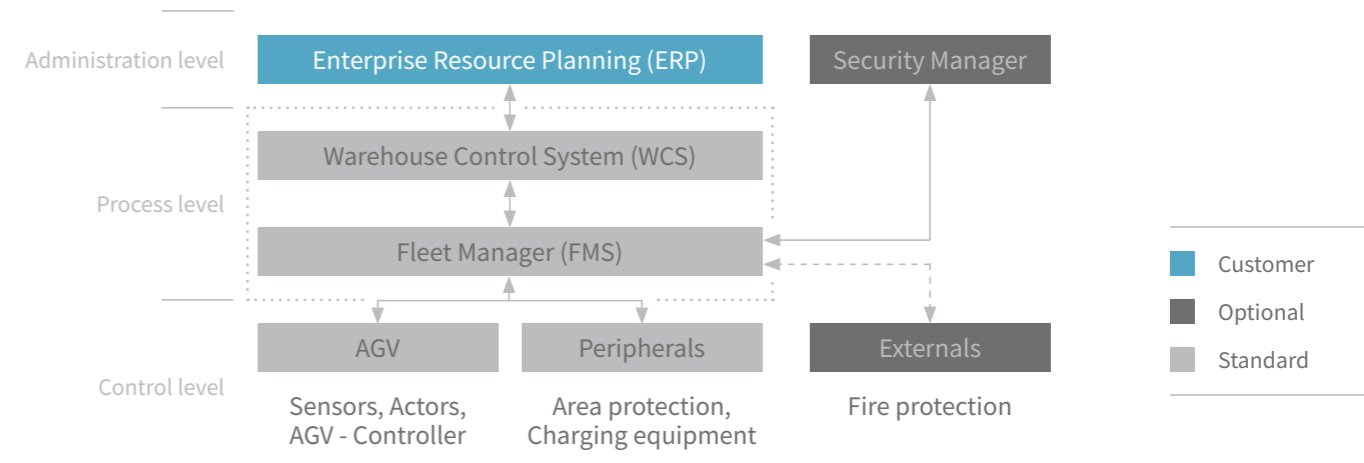 Administration level
Enterprise Resource Planning (ERP)
Security Manager
Warehouse Control System (WCS)
Process level
Fleet Manager (FMS)
Customer
Optional
Standard
AGV
Peripherals
Externals
Control level
Sensors, Actors,
AGV - Controller
Area protection,
Charging equipment
Fire protection